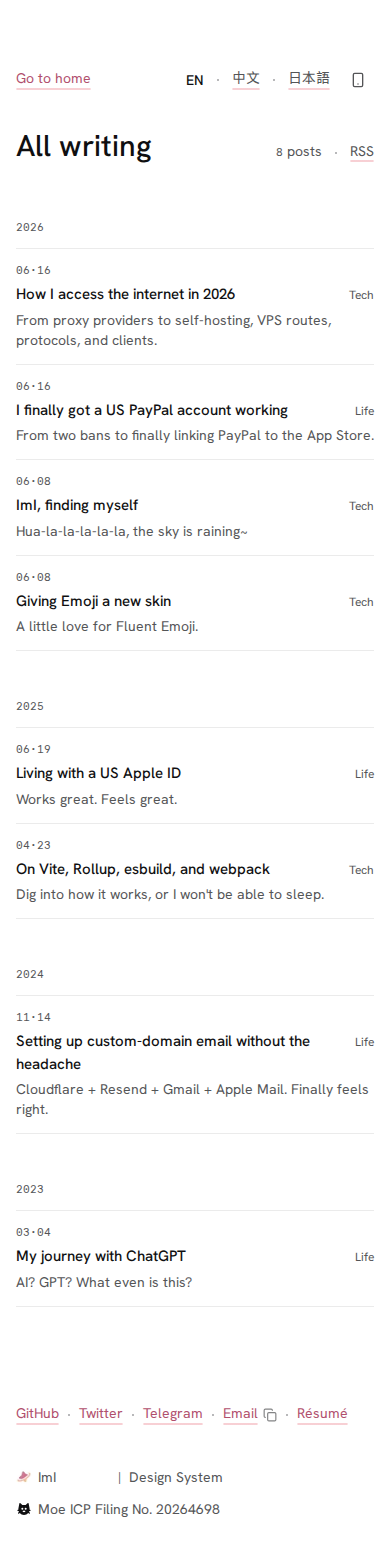 Go to home EN · 中文 · 日本語
All writing 8 posts · RSS
2026
06·16
How I access the internet in 2026 Tech
From proxy providers to self-hosting, VPS routes,
protocols, and clients.
06·16
I finally got a US PayPal account working Life
From two bans to finally linking PayPal to the App Store.
06·08
ImI, finding myself Tech
Hua-la-la-la-la-la, the sky is raining~
06·08
Giving Emoji a new skin Tech
A little love for Fluent Emoji.
2025
06·19
Living with a US Apple ID Life
Works great. Feels great.
04·23
On Vite, Rollup, esbuild, and webpack Tech
Dig into how it works, or I won't be able to sleep.
2024
11·14
Setting up custom-domain email without the Life
headache
Cloudflare + Resend + Gmail + Apple Mail. Finally feels
right.
2023
03·04
My journey with ChatGPT Life
AI? GPT? What even is this?
GitHub · Twitter · Telegram · Email · Résumé
ImI | Design System
Moe ICP Filing No. 20264698